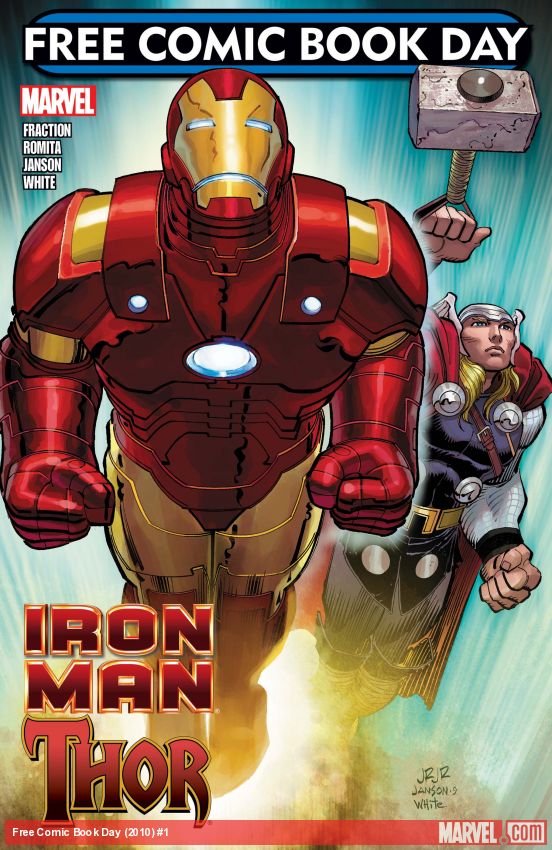 FREE COMIC BOOK DAY
MARVEL
FRACTION
ROMITA
JANSON
WHITE
IRON
MAN
THOR
JRJR
JANSON·9
White
Free Comic Book Day (2010) #1
MARVEL.com